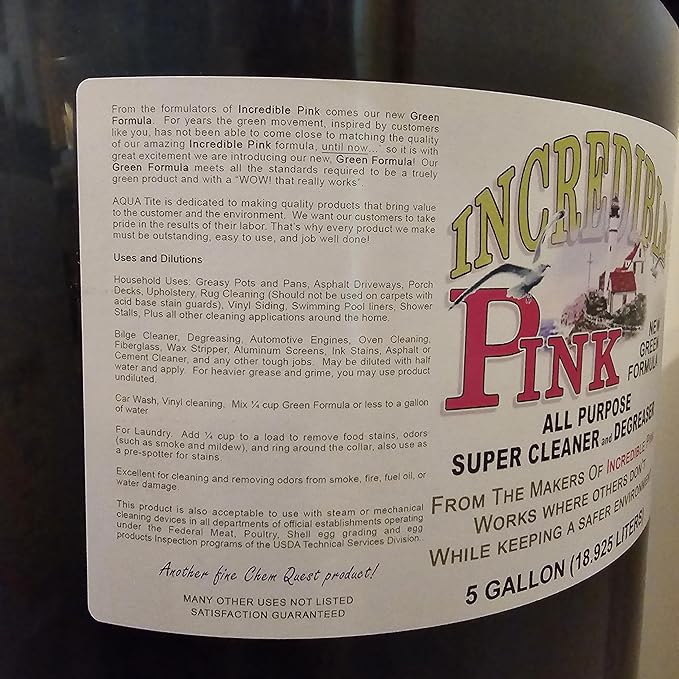 From the formulators of Incredible Pink comes our new Green
Formula. For years the green movement, inspired by customers
like you, has not been able to come close to matching the quality
of our amazing Incredible Pink formula, until now..." so it is with
great excitement we are introducing our new, Green Formula! Our
Green Formula meets all the standards required to be a truely
green product and with a "WOW! that really works".
AQUA Tite is dedicated to making quality products that bring value
to the customer and the environment. We want our customers to take
pride in the results of their labor. That's why every product we make
must be outstanding, easy to use, and job well done!
Uses and Dilutions
Household Uses: Greasy Pots and Pans, Asphalt Driveways, Porch
Decks, Upholstery, Rug Cleaning (Should not be used on carpets with
acid base stain guards), Vinyl Siding, Swimming Pool liners, Shower
Stalls, Plus all other cleaning applications around the home.
Bilge Cleaner, Degreasing, Automotive Engines, Oven Cleaning,
Fiberglass, Wax Stripper, Aluminum Screens, Ink Stains, Asphalt or
Cement Cleaner, and any other tough jobs. May be diluted with half
water and apply. For heavier grease and grime, you may use product
undiluted.
Car Wash, Vinyl cleaning. Mix ¼ cup Green Formula or less to a gallon
of water.
For Laundry. Add ¼ cup to a load to remove food stains, odors
(such as smoke and mildew), and ring around the collar, also use as
a pre-spotter for stains.
Excellent for cleaning and removing odors from smoke, fire, fuel oil, or
water damage.
This product is also acceptable to use with steam or mechanical
cleaning devices in all departments of official establishments operating
under the Federal Meat, Poultry, Shell egg grading and egg
products Inspection programs of the USDA Technical Services Division.
Another fine Chem Quest product!
MANY OTHER USES NOT LISTED
SATISFACTION GUARANTEED
INCREDIBL
PINK
NEW
GREEN
FORMULA
ALL PURPOSE
SUPER CLEANER and DEGREASER
FROM THE MAKERS OF INCREDIBLE PINK
WORKS WHERE OTHERS DON'T
WHILE KEEPING A SAFER ENVIRONMENT
5 GALLON (18.925 LITERS)